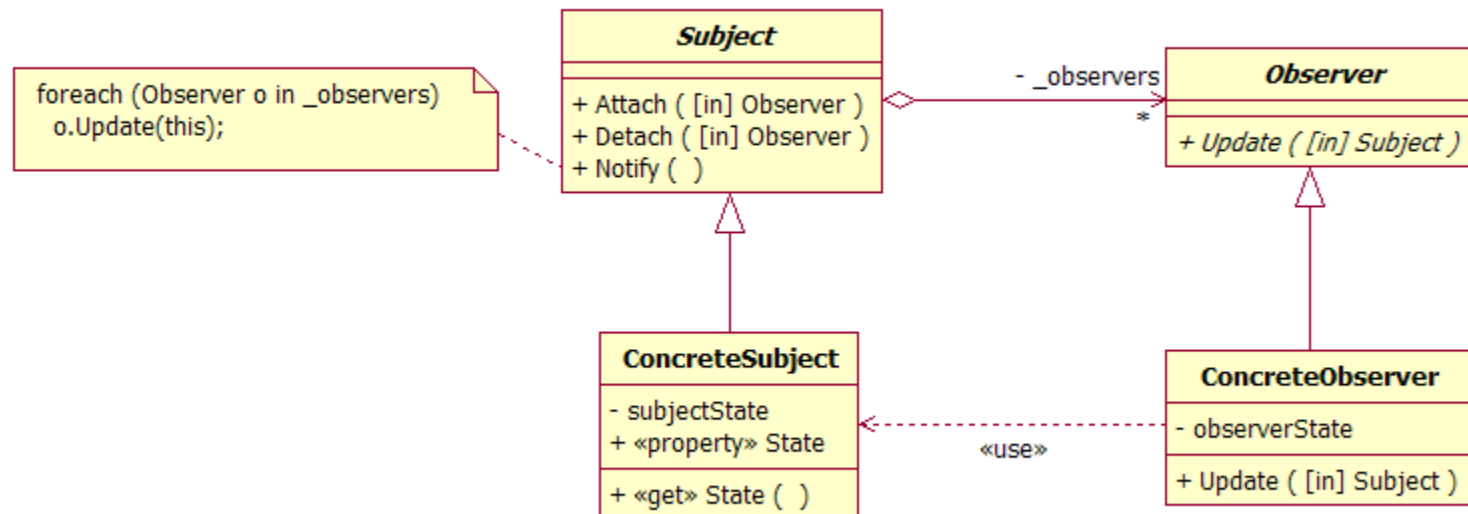 Subject
+ Attach ( [in] Observer )
+ Detach ( [in] Observer )
+ Notify (  )
foreach (Observer o in _observers)
o.Update(this);
- _observers
*
Observer
+ Update ( [in] Subject )
ConcreteSubject
- subjectState
+ «property» State
+ «get» State (  )
«use»
ConcreteObserver
- observerState
+ Update ( [in] Subject )